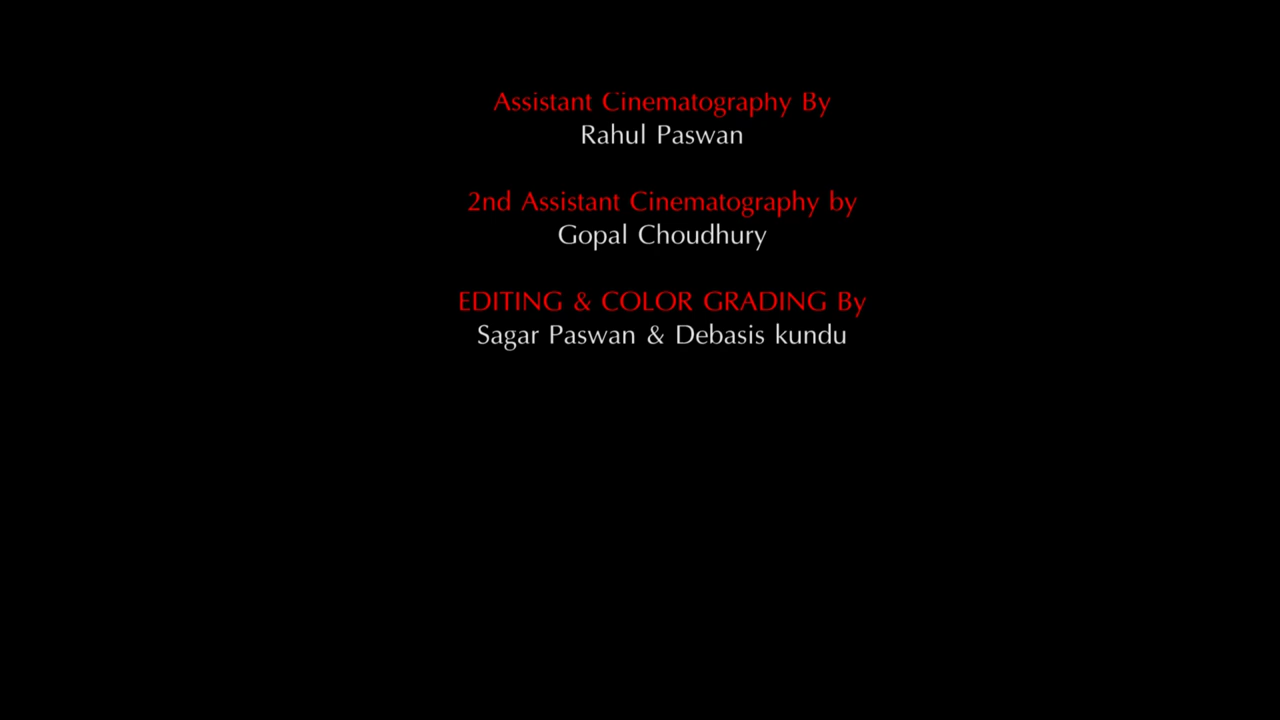 Assistant Cinematography By
Rahul Paswan
2nd Assistant Cinematography by
Gopal Choudhury
EDITING & COLOR GRADING By
Sagar Paswan & Debasis kundu